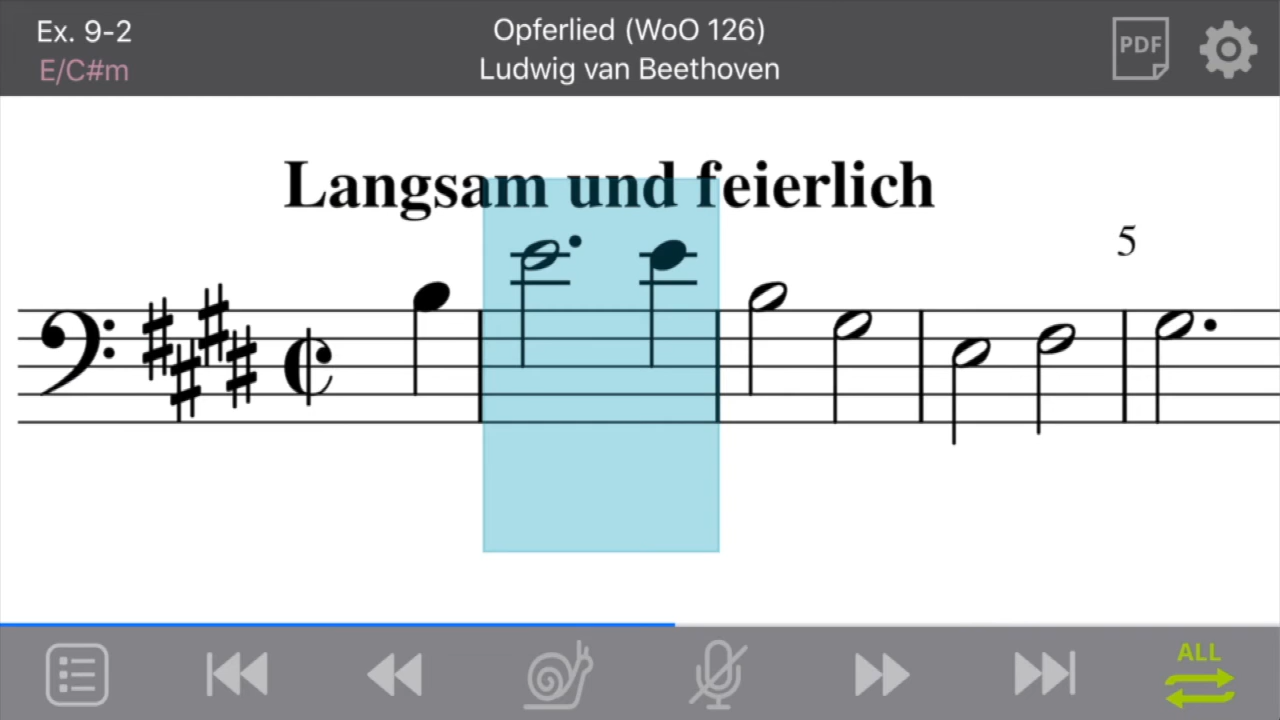 Ex. 9-2
E/C#m
Opferlied (WoO 126)
Ludwig van Beethoven
PDF
Langsam und feierlich
5
ALL